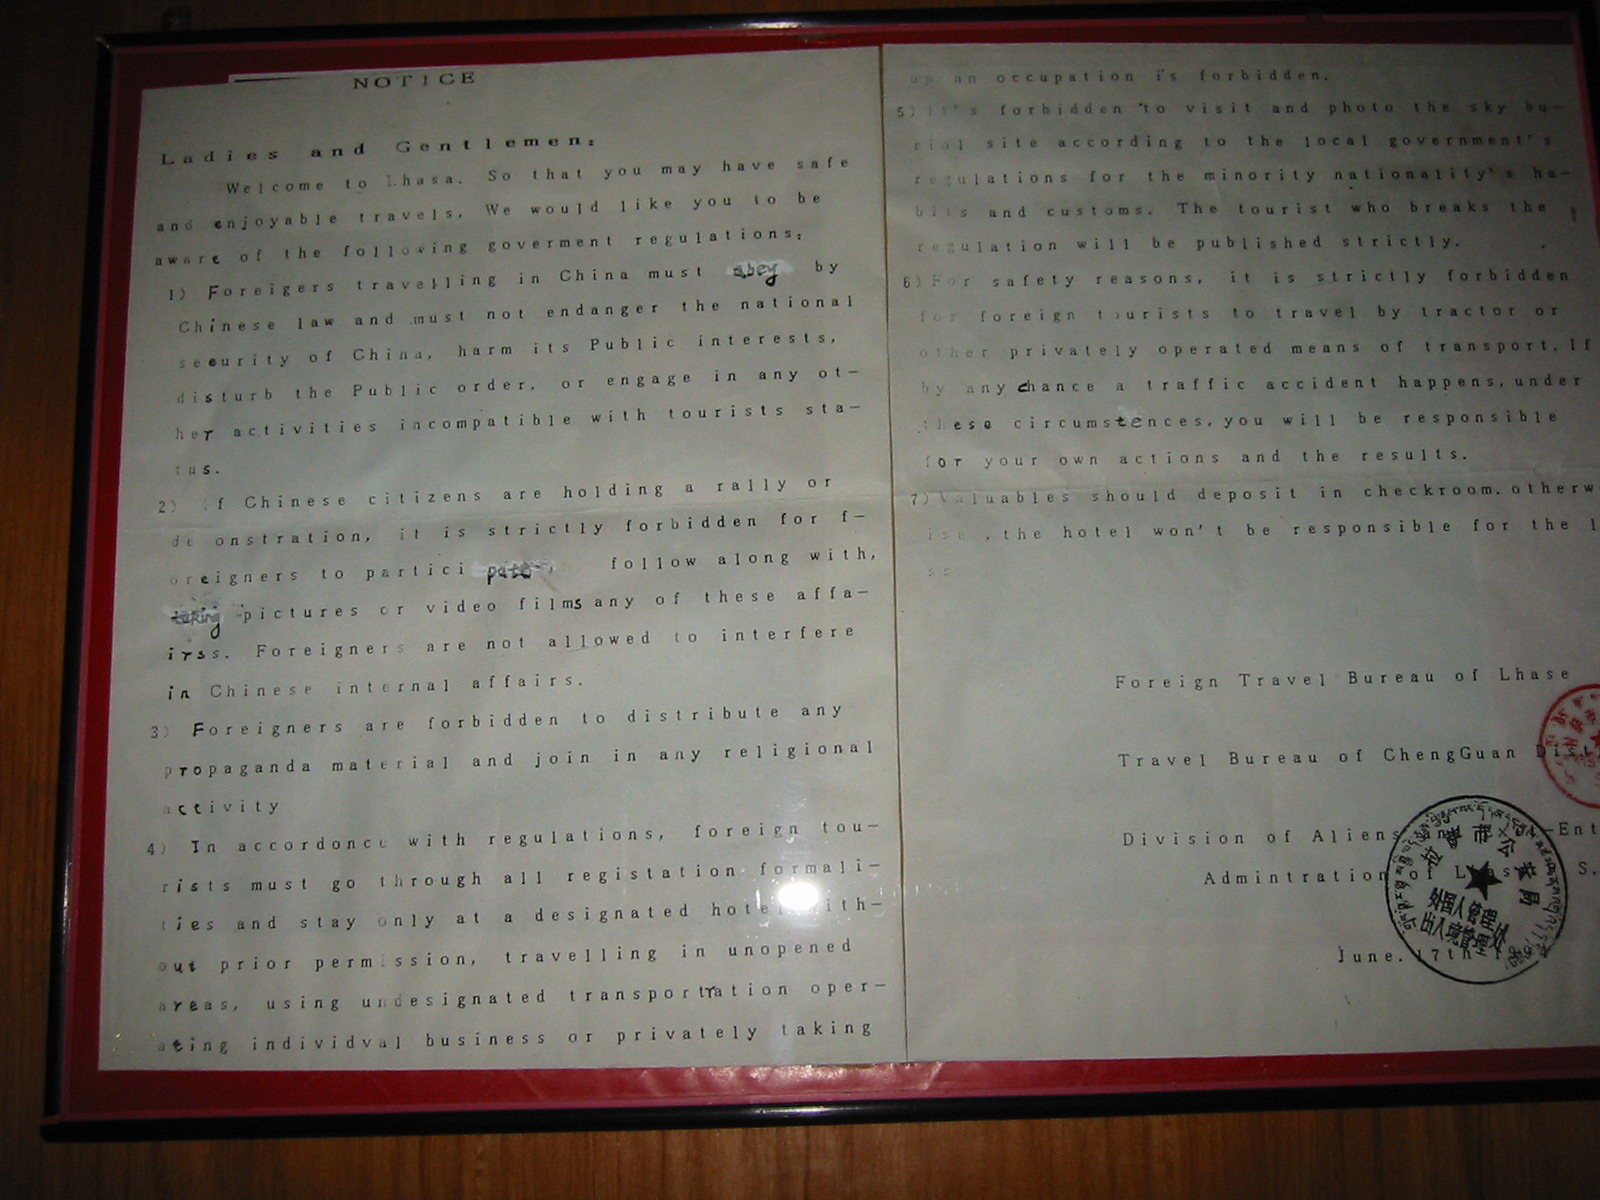 NOTICE
Ladies and Gentlemen:
Welcome to Lhasa. So that you may have safe
and enjoyable travels, We would like you to be
aware of the following goverment regulations:
1) Foreigers travelling in China must abey by
Chinese law and must not endanger the national
security of China, harm its Public interests,
disturb the Public order, or engage in any ot-
her activities incompatible with tourists sta-
tus.
2) If Chinese citizens are holding a rally or
de onstration, it is strictly forbidden for f-
oreigners to partici pate, follow along with,
taking pictures or video films any of these affa-
irss. Foreigners are not allowed to interfere
in Chinese internal affairs.
3) Foreigners are forbidden to distribute any
propaganda material and join in any religional
activity
4) In accordonce with regulations, foreign tou-
rists must go through all registation formali-
ties and stay only at a designated hotel with-
out prior permission, travelling in unopened
areas, using undesignated transportration oper-
ating individval business or privately taking
up an occupation is forbidden.
5) It's forbidden to visit and photo the sky bu-
rial site according to the local government's
regulations for the minority nationality's ha-
bits and customs. The tourist who breaks the
regulation will be published strictly.
6) For safety reasons, it is strictly forbidden
for foreign tourists to travel by tractor or
other privately operated means of transport. If
by any chance a traffic accident happens, under
these circumstences, you will be responsible
for your own actions and the results.
7) Valuables should deposit in checkroom. otherw
ise, the hotel won't be responsible for the l
ss
Foreign Travel Bureau of Lhase
Travel Bureau of ChengGuan Dist
Division of Aliens and Ent
Admintration of S.
June. 17th
拉萨市公安局
外国人管理
出入境管理处